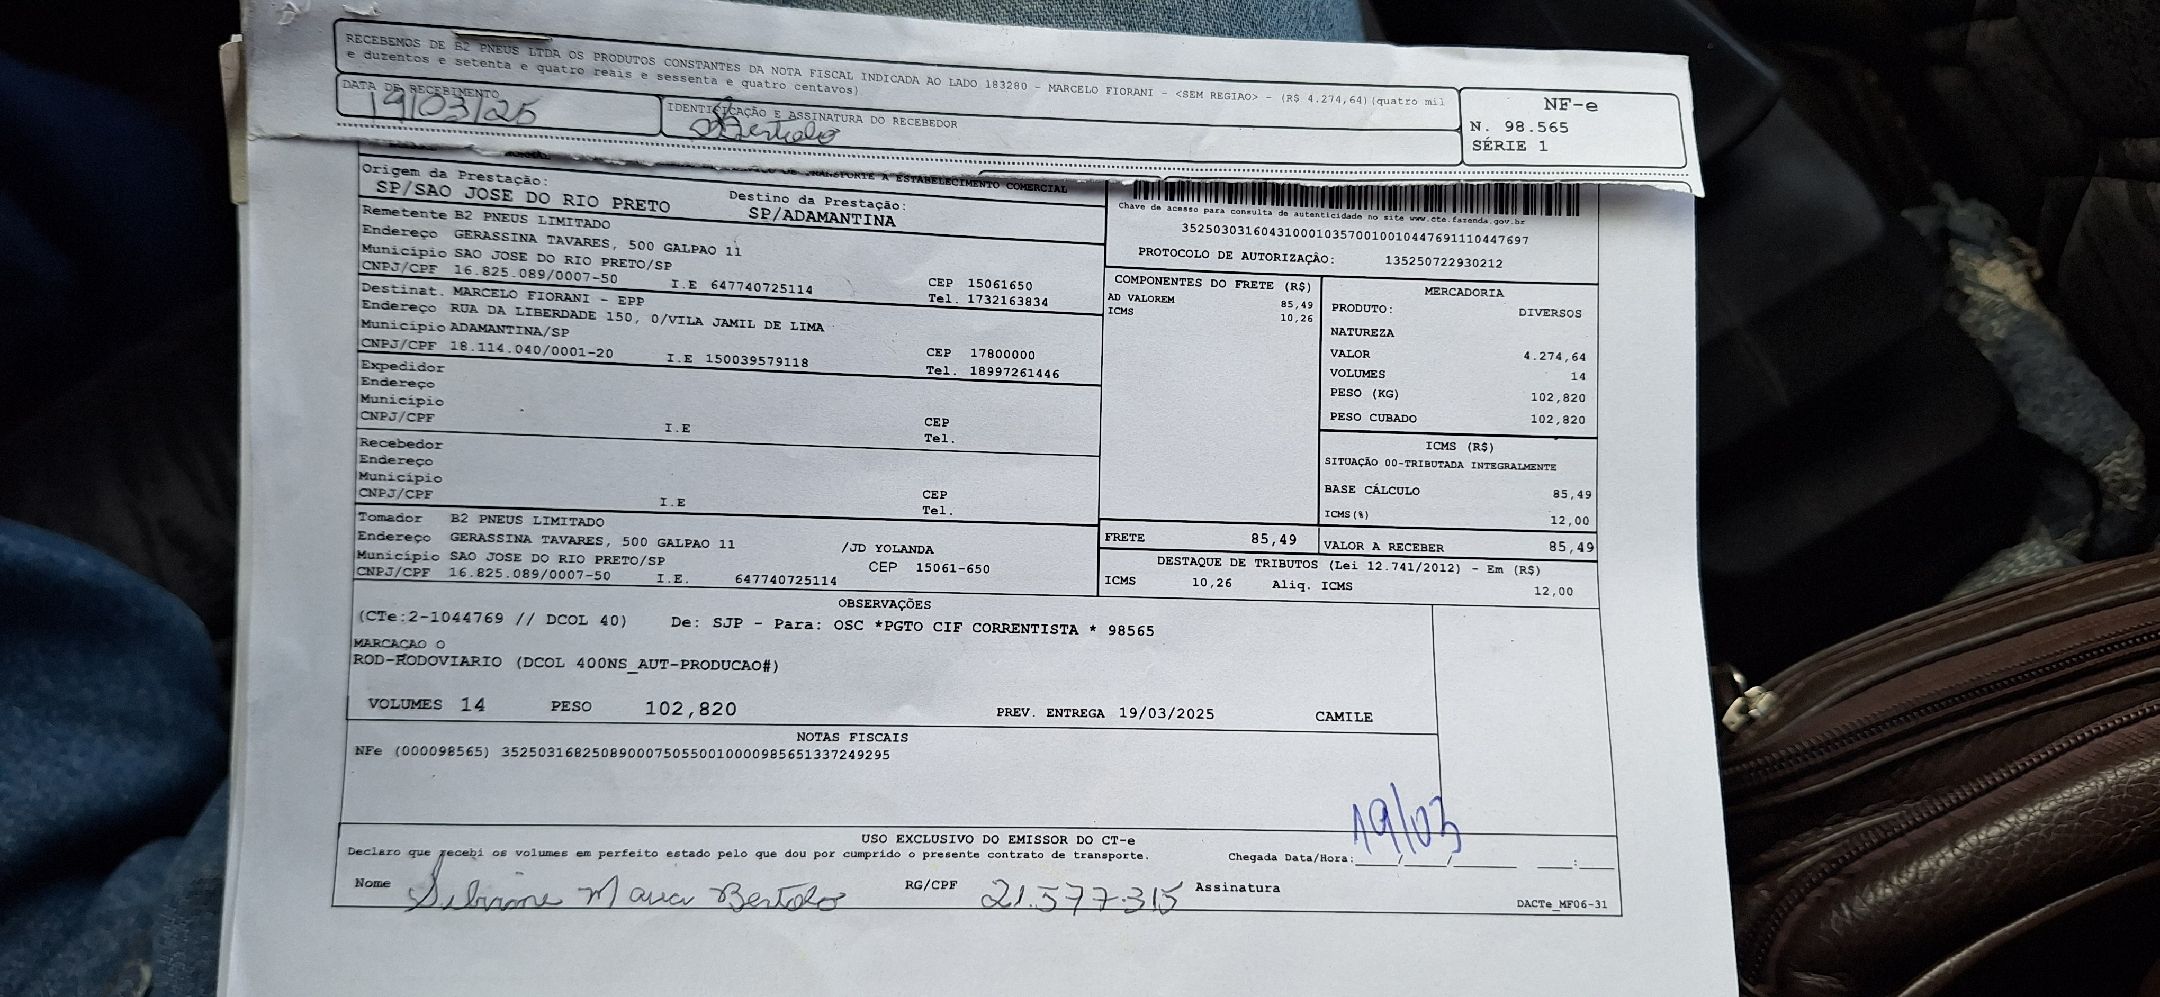 RECEBEMOS DE B2 PNEUS LTDA OS PRODUTOS CONSTANTES DA NOTA FISCAL INDICADA AO LADO 183280 - MARCELO FIORANI - <SEM REGIAO> - (R$ 4.274,64)(quatro mil
e duzentos e setenta e quatro reais e sessenta e quatro centavos)
DATA DE RECEBIMENTO
19/03/25
IDENTIFICAÇÃO E ASSINATURA DO RECEBEDOR
Bertolo
NF-e
N. 98.565
SÉRIE 1
TRANSPORTE A ESTABELECIMENTO COMERCIAL
Origem da Prestação:
SP/SAO JOSE DO RIO PRETO
Destino da Prestação:
SP/ADAMANTINA
Remetente B2 PNEUS LIMITADO
Endereço GERASSINA TAVARES, 500 GALPAO 11
Município SAO JOSE DO RIO PRETO/SP
CNPJ/CPF 16.825.089/0007-50 I.E 647740725114
CEP 15061650
Tel. 1732163834
Destinat. MARCELO FIORANI - EPP
Endereço RUA DA LIBERDADE 150, 0/VILA JAMIL DE LIMA
Município ADAMANTINA/SP
CNPJ/CPF 18.114.040/0001-20 I.E 150039579118
CEP 17800000
Tel. 18997261446
Expedidor
Endereço
Município
CNPJ/CPF I.E
CEP
Tel.
Recebedor
Endereço
Município
CNPJ/CPF I.E
CEP
Tel.
Tomador B2 PNEUS LIMITADO
Endereço GERASSINA TAVARES, 500 GALPAO 11 /JD YOLANDA
Município SAO JOSE DO RIO PRETO/SP CEP 15061-650
CNPJ/CPF 16.825.089/0007-50 I.E. 647740725114
Chave de acesso para consulta de autenticidade no site www.cte.fazenda.gov.br
35250303160431000103570010010447691110447697
PROTOCOLO DE AUTORIZAÇÃO: 135250722930212
COMPONENTES DO FRETE (R$)
AD VALOREM 85,49
ICMS 10,26
MERCADORIA
PRODUTO: DIVERSOS
NATUREZA
VALOR 4.274,64
VOLUMES 14
PESO (KG) 102,820
PESO CUBADO 102,820
ICMS (R$)
SITUAÇÃO 00-TRIBUTADA INTEGRALMENTE
BASE CÁLCULO 85,49
ICMS(%) 12,00
FRETE 85,49
VALOR A RECEBER 85,49
DESTAQUE DE TRIBUTOS (Lei 12.741/2012) - Em (R$)
ICMS 10,26 Aliq. ICMS 12,00
OBSERVAÇÕES
(CTe:2-1044769 // DCOL 40) De: SJP - Para: OSC *PGTO CIF CORRENTISTA * 98565
MARCACAO O
ROD-RODOVIARIO (DCOL 400NS_AUT-PRODUCAO#)
VOLUMES 14 PESO 102,820 PREV. ENTREGA 19/03/2025 CAMILE
NOTAS FISCAIS
NFe (000098565) 35250316825089000750550010000985651337249295
19/03
USO EXCLUSIVO DO EMISSOR DO CT-e
Declaro que recebi os volumes em perfeito estado pelo que dou por cumprido o presente contrato de transporte.
Chegada Data/Hora:____/____/______ ___:___
Nome Maria Bertolo RG/CPF 21.577.315 Assinatura
DACTe_MF06-31